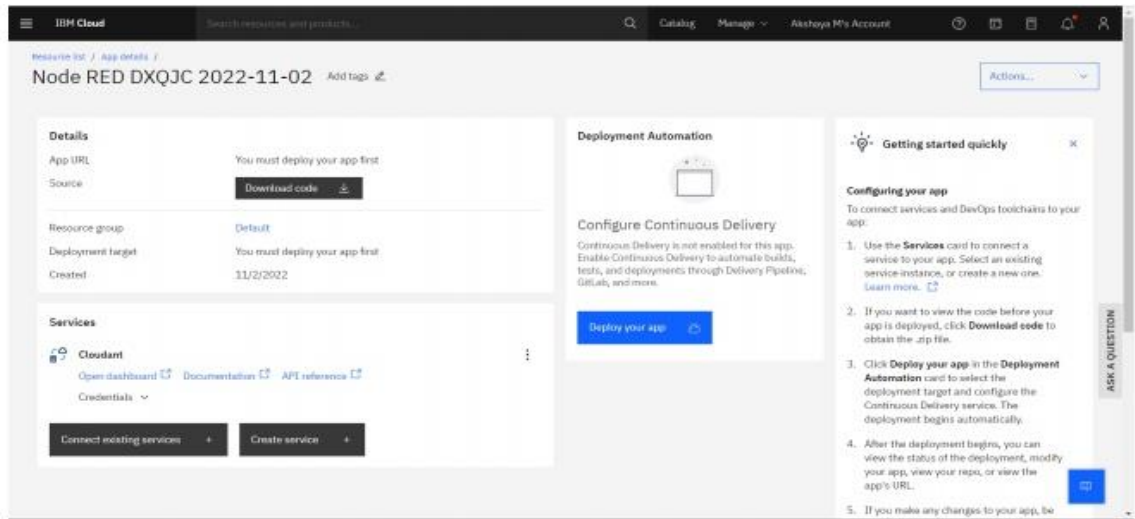 IBM Cloud
Search resources and products...
Catalog
Manage
Akshaya M's Account
Resource list / App details /
Node RED DXQJC 2022-11-02
Add tags
Actions...
Details
App URL
You must deploy your app first
Source
Download code
Resource group
Default
Deployment target
You must deploy your app first
Created
11/2/2022
Services
Cloudant
Open dashboard
Documentation
API reference
Credentials
Connect existing services +
Create service +
Deployment Automation
Configure Continuous Delivery
Continuous Delivery is not enabled for this app.
Enable Continuous Delivery to automate builds,
tests, and deployments through Delivery Pipeline,
GitLab, and more.
Deploy your app
Getting started quickly
Configuring your app
To connect services and DevOps toolchains to your
app:
1. Use the Services card to connect a
service to your app. Select an existing
service instance, or create a new one.
Learn more.
2. If you want to view the code before your
app is deployed, click Download code to
obtain the .zip file.
3. Click Deploy your app in the Deployment
Automation card to select the
deployment target and configure the
Continuous Delivery service. The
deployment begins automatically.
4. After the deployment begins, you can
view the status of the deployment, modify
your app, view your repo, or view the
app's URL.
5. If you make any changes to your app, be
ASK A QUESTION